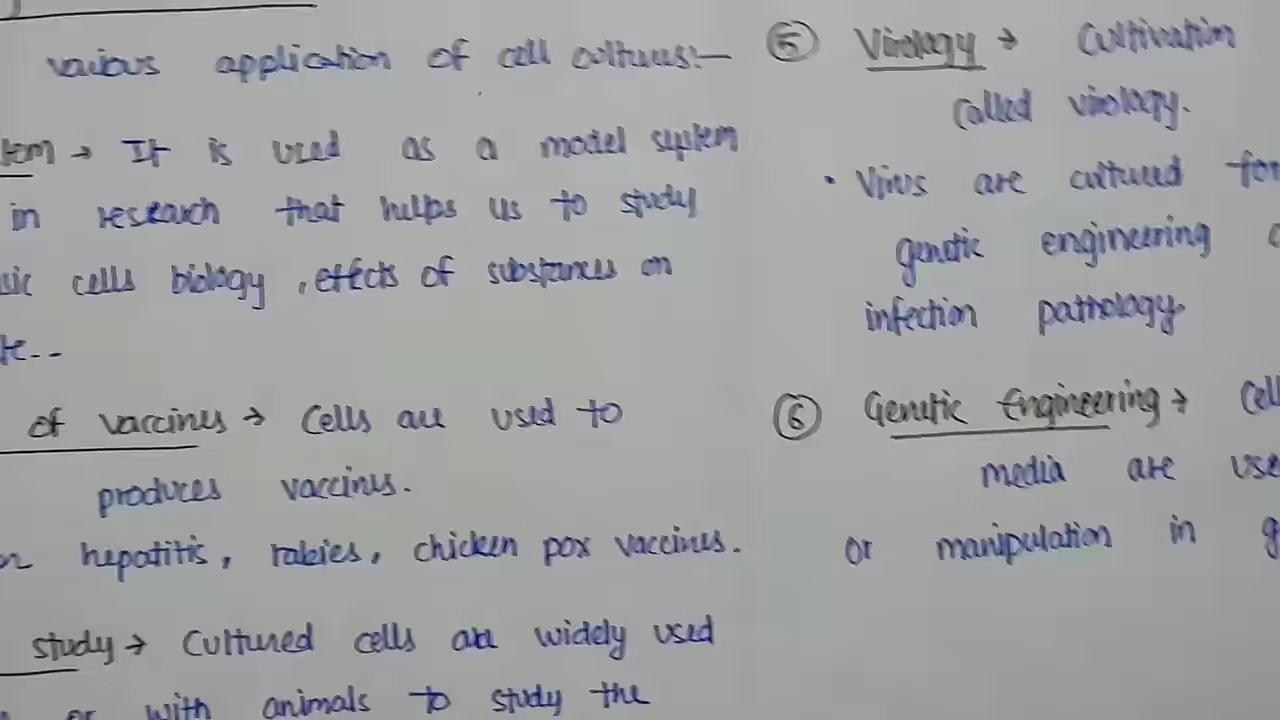 various application of cell cultures:-
tem → It is used as a model system
in research that helps us to study
sic cells biology, effects of substances on
te..
of vaccines → Cells are used to
produces vaccines.
hepatitis, rabies, chicken pox vaccines.
study → Cultured cells are widely used
or with animals to study the
⑤ Virology → Cultivation
called virology.
• Virus are cultured for
genetic engineering
infection pathology.
⑥ Genetic Engineering → Cell
media are use
or manipulation in g